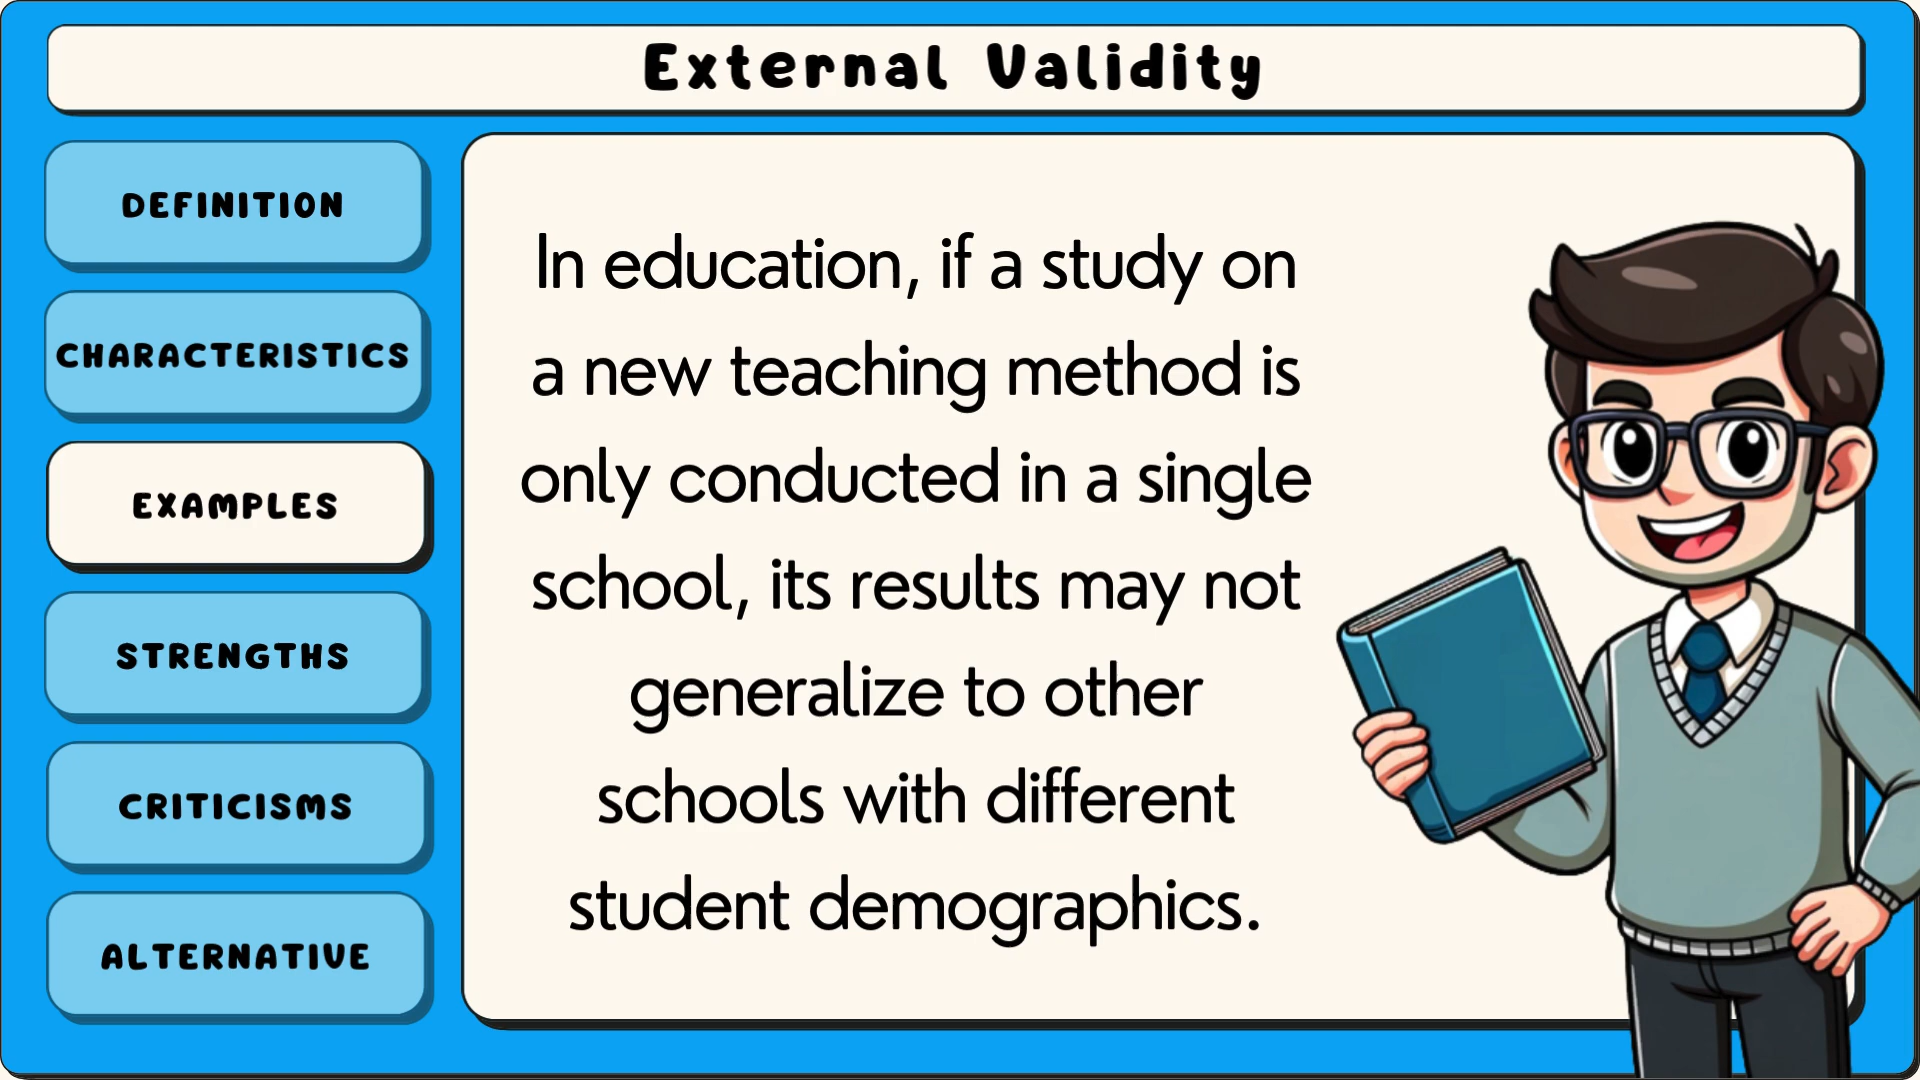 External Validity
DEFINITION
CHARACTERISTICS
EXAMPLES
STRENGTHS
CRITICISMS
ALTERNATIVE
In education, if a study on
a new teaching method is
only conducted in a single
school, its results may not
generalize to other
schools with different
student demographics.